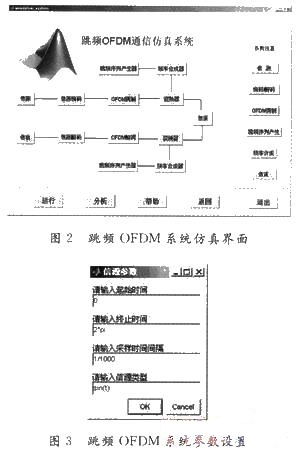 跳频OFDM通信仿真系统
参数设置
跳频序列产生器
频率合成器
信源
信源编码
OFDM调制
混频器
信道
信宿
信源解码
OFDM解调
混频器
跳频序列产生器
频率合成器
信源
OFDM调制
跳频序列产生
频率合成
信道
运行
分析
帮助
返回
退出
图 2 跳频 OFDM 系统仿真界面
信源参数
请输入起始时间
0
请输入终止时间
2*pi
请输入采样时间间隔
1/1000
请输入信源类型
sin(t)
OK
Cancel
图 3 跳频 OFDM 系统参数设置